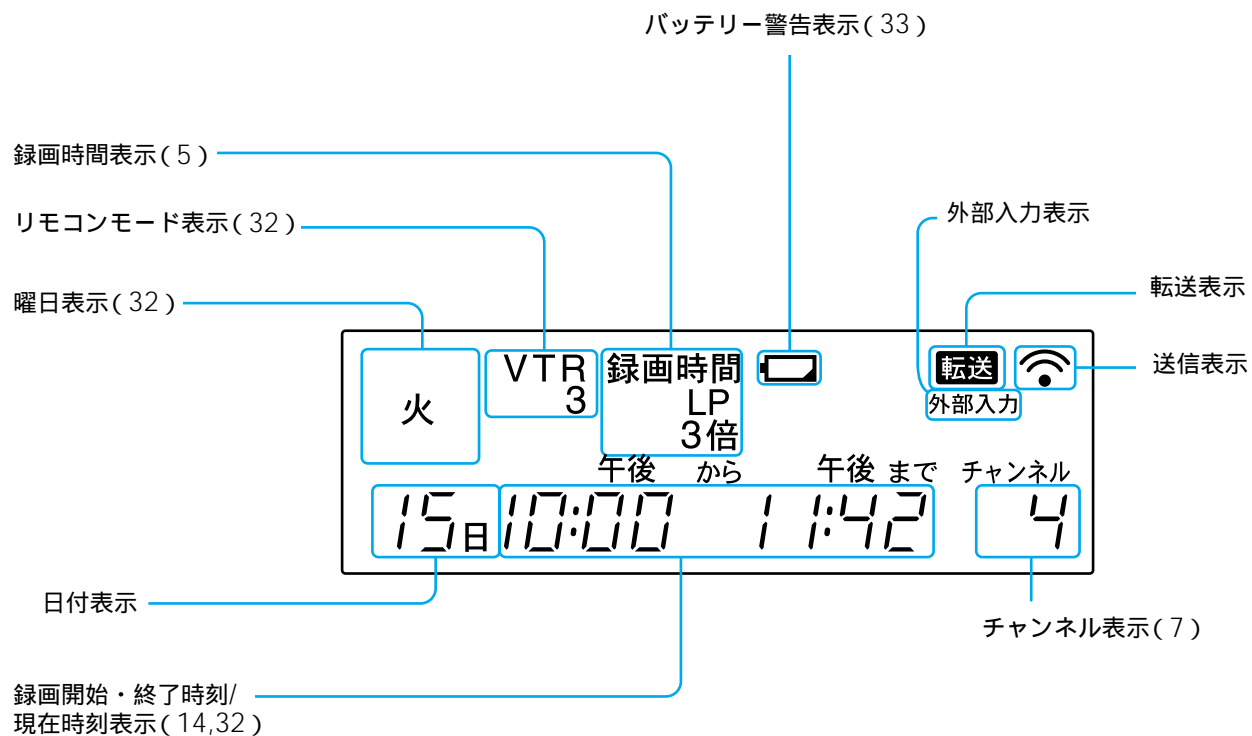 バッテリー警告表示(33)
録画時間表示(5)
リモコンモード表示(32)
外部入力表示
曜日表示(32)
転送表示
送信表示
火
VTR
3
録画時間
LP
3倍
転送
外部入力
午後 から 午後 まで チャンネル
15日 10:00 11:42 4
日付表示
チャンネル表示(7)
録画開始・終了時刻/
現在時刻表示(14,32)